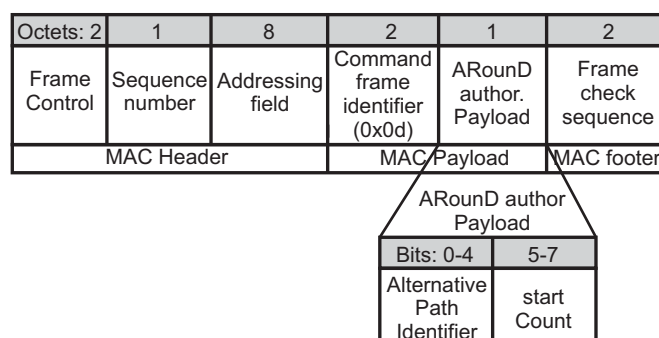 Octets: 2 1 8 2 1 2
Frame Control
Sequence number
Addressing field
Command frame identifier (0x0d)
ARounD author. Payload
Frame check sequence
MAC Header MAC Payload MAC footer
ARounD author
Payload
Bits: 0-4 5-7
Alternative Path Identifier
start Count